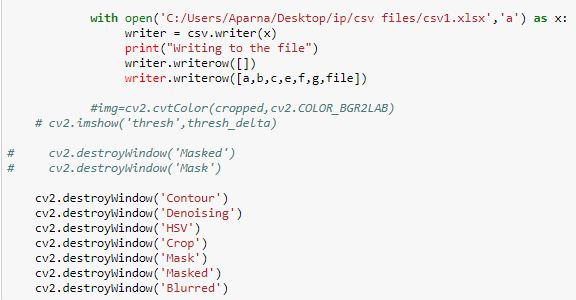 with open('C:/Users/Aparna/Desktop/ip/csv files/csv1.xlsx','a') as x:
writer = csv.writer(x)
print("Writing to the file")
writer.writerow([])
writer.writerow([a,b,c,e,f,g,file])
#img=cv2.cvtColor(cropped,cv2.COLOR_BGR2LAB)
# cv2.imshow('thresh',thresh_delta)
# cv2.destroyWindow('Masked')
# cv2.destroyWindow('Mask')
cv2.destroyWindow('Contour')
cv2.destroyWindow('Denoising')
cv2.destroyWindow('HSV')
cv2.destroyWindow('Crop')
cv2.destroyWindow('Mask')
cv2.destroyWindow('Masked')
cv2.destroyWindow('Blurred')